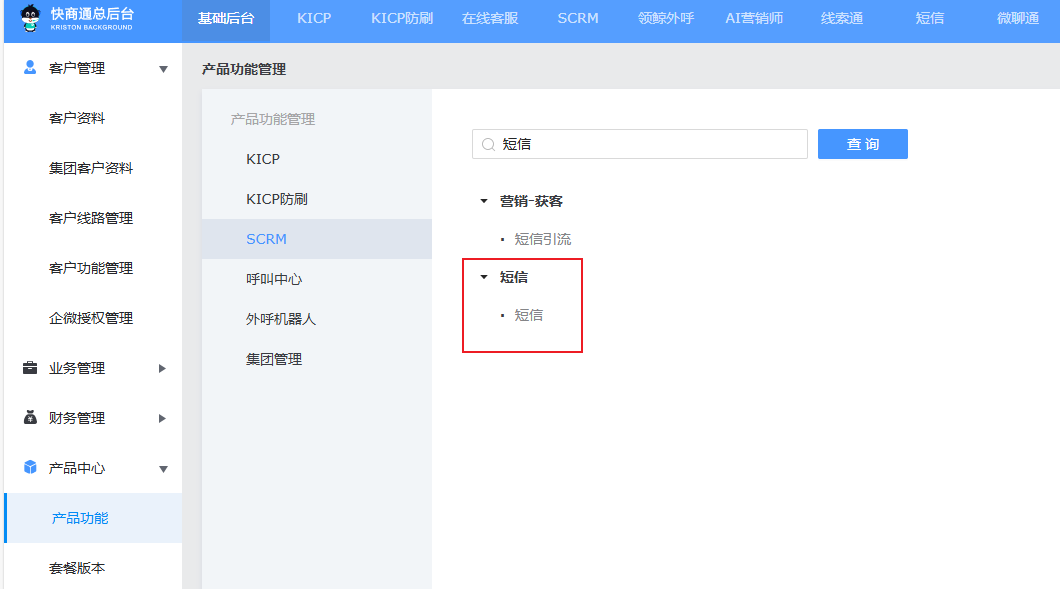 快商通总后台
KRISTON BACKGROUND
基础后台 KICP KICP防刷 在线客服 SCRM 领鲸外呼 AI营销师 线索通 短信 微聊通
客户管理
客户资料
集团客户资料
客户线路管理
客户功能管理
企微授权管理
业务管理
财务管理
产品中心
产品功能
套餐版本
产品功能管理
产品功能管理
KICP
KICP防刷
SCRM
呼叫中心
外呼机器人
集团管理
短信 查询
营销-获客
短信引流
短信
短信